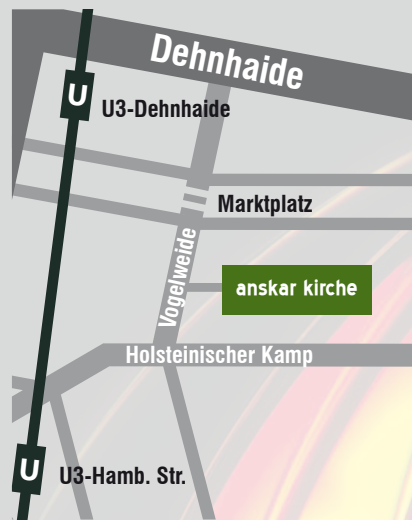 Dehnhaide
U
U3-Dehnhaide
Marktplatz
Vogelweide
anskar kirche
Holsteinischer Kamp
U
U3-Hamb. Str.